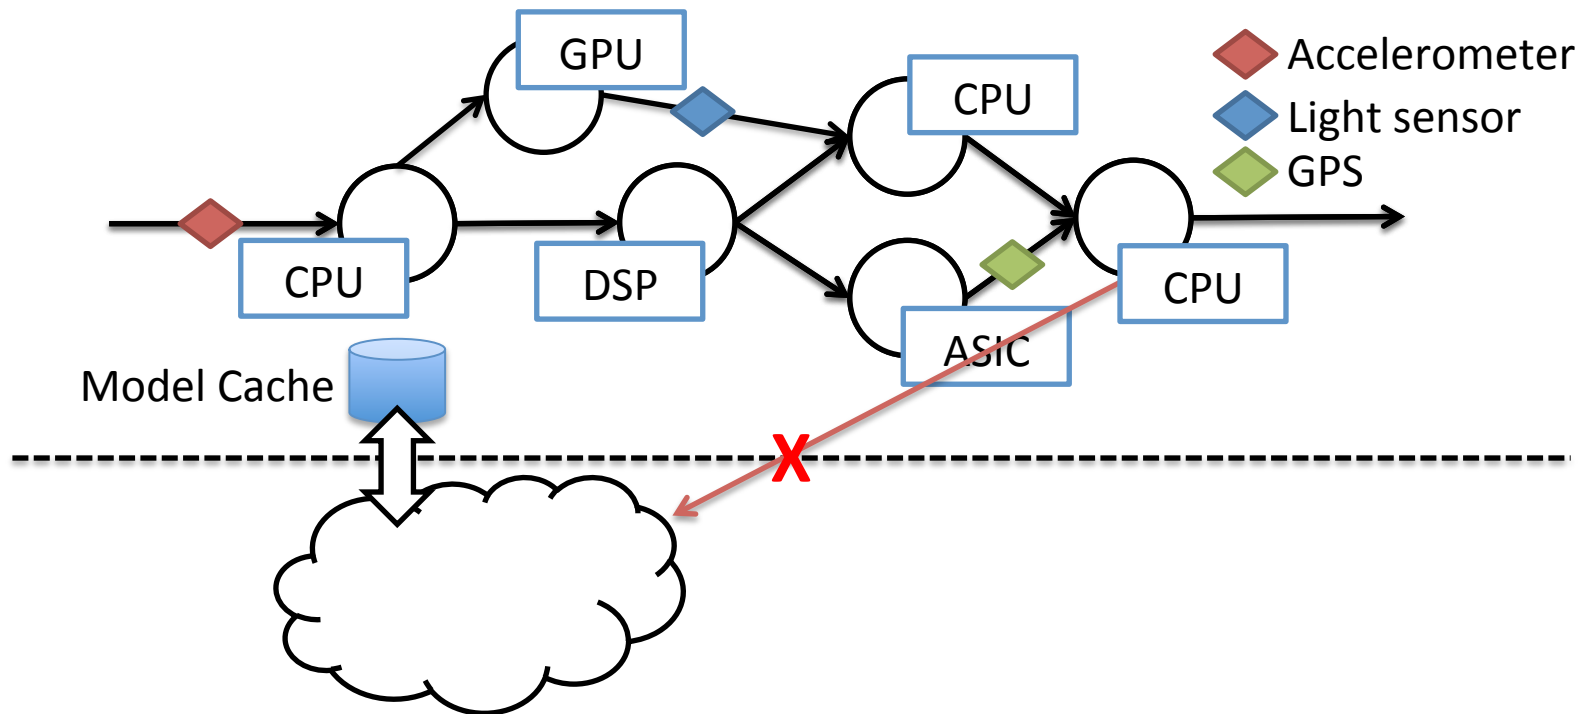 GPU
CPU
Accelerometer
Light sensor
GPS
CPU
DSP
ASIC
CPU
Model Cache
X